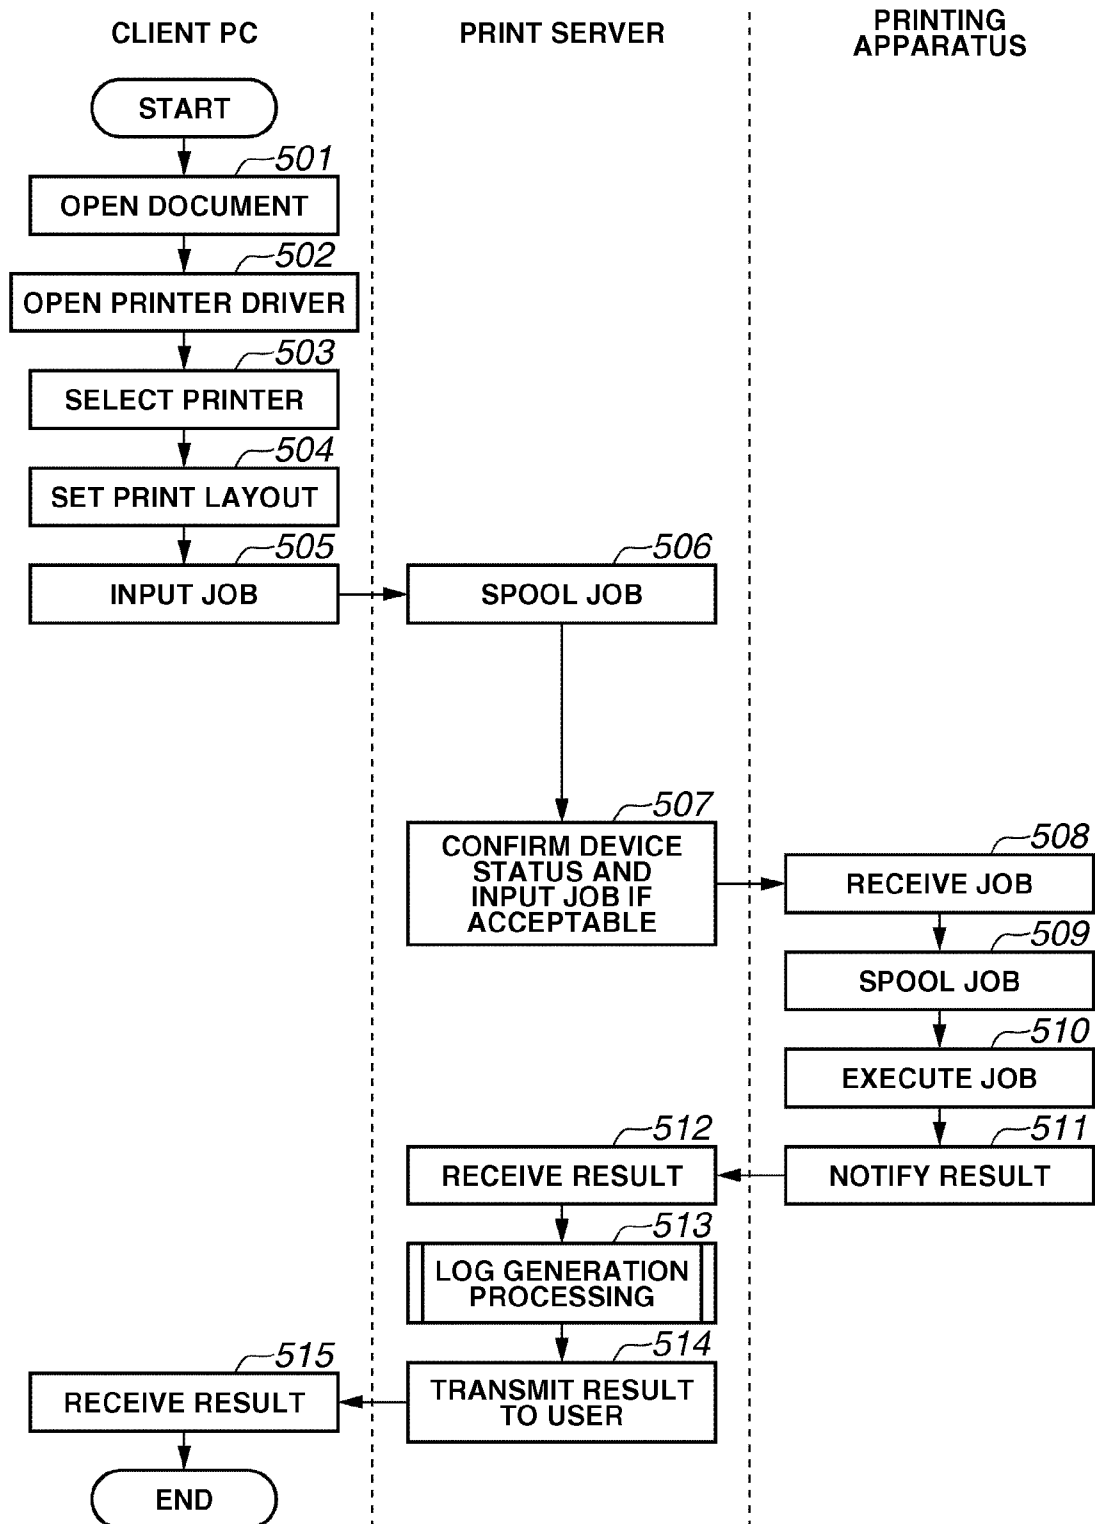 CLIENT PC
PRINT SERVER
PRINTING
APPARATUS
START
501
OPEN DOCUMENT
502
OPEN PRINTER DRIVER
503
SELECT PRINTER
504
SET PRINT LAYOUT
505
INPUT JOB
506
SPOOL JOB
507
CONFIRM DEVICE
STATUS AND
INPUT JOB IF
ACCEPTABLE
508
RECEIVE JOB
509
SPOOL JOB
510
EXECUTE JOB
511
NOTIFY RESULT
512
RECEIVE RESULT
513
LOG GENERATION
PROCESSING
514
TRANSMIT RESULT
TO USER
515
RECEIVE RESULT
END